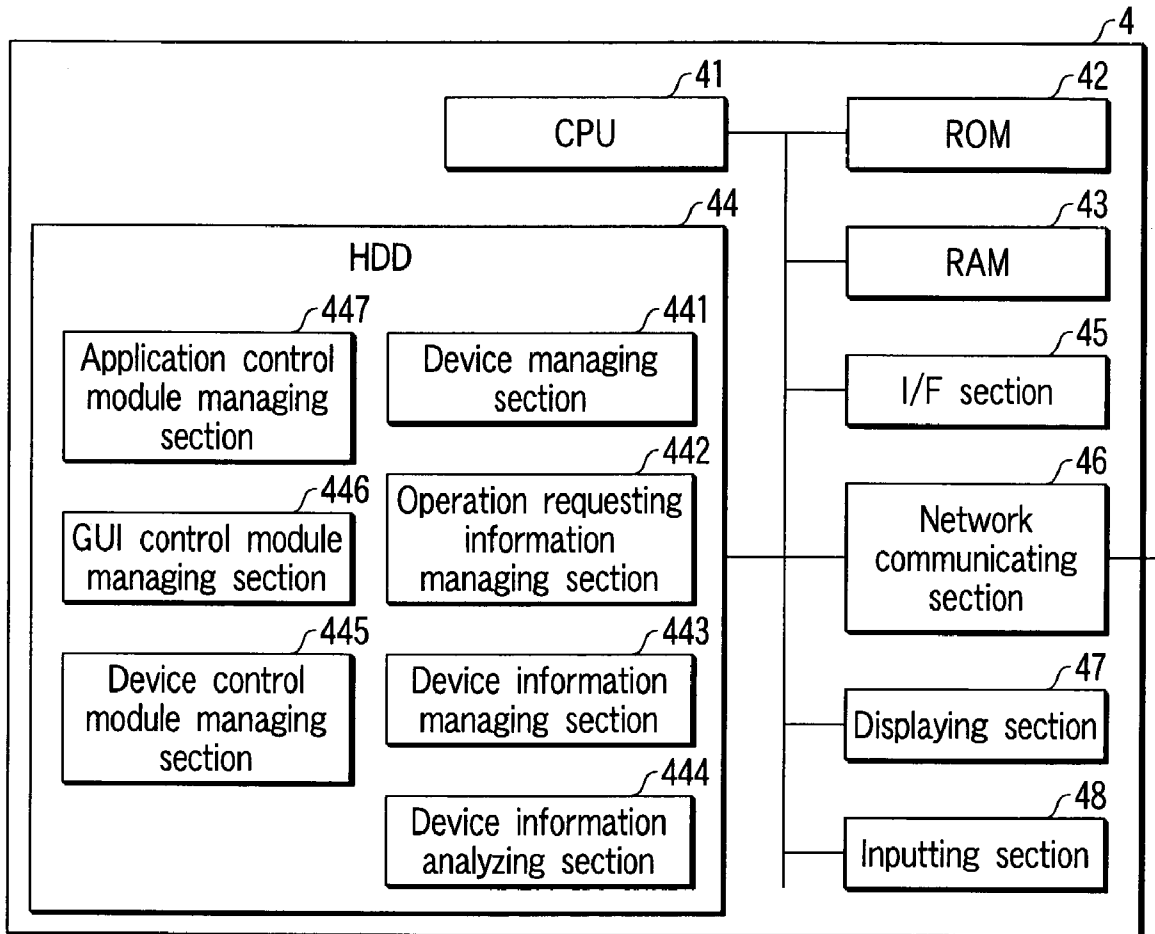 4
41
CPU
42
ROM
43
RAM
44
HDD
447
Application control
module managing
section
441
Device managing
section
45
I/F section
442
Operation requesting
information
managing section
446
GUI control module
managing section
46
Network
communicating
section
445
Device control
module managing
section
443
Device information
managing section
47
Displaying section
444
Device information
analyzing section
48
Inputting section